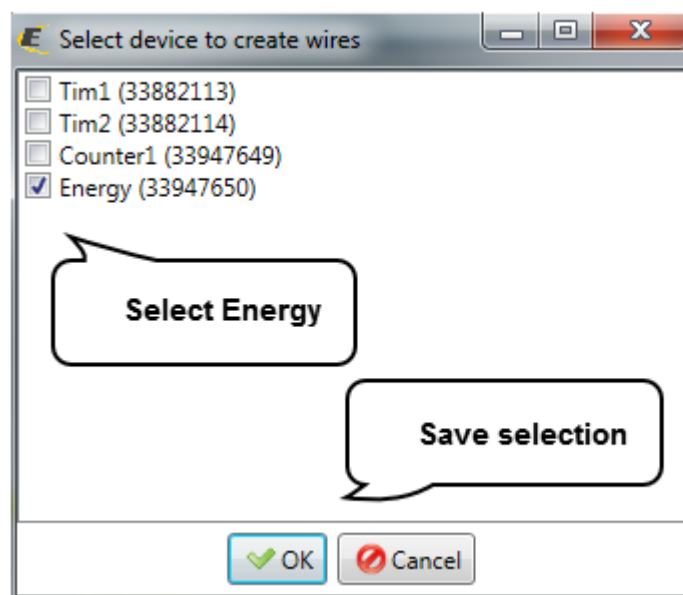 Select device to create wires
Tim1 (33882113)
Tim2 (33882114)
Counter1 (33947649)
Energy (33947650)
Select Energy
Save selection
OK
Cancel